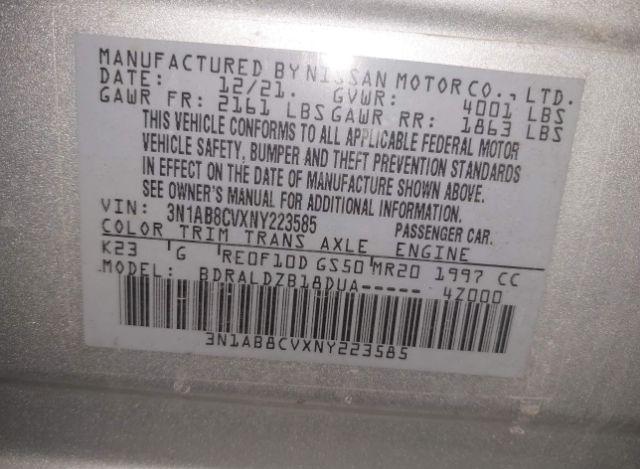 MANUFACTURED BY NISSAN MOTOR CO., LTD.
DATE: 12/21. GVWR: 4001 LBS
GAWR FR: 2161 LBS GAWR RR: 1863 LBS
THIS VEHICLE CONFORMS TO ALL APPLICABLE FEDERAL MOTOR
VEHICLE SAFETY, BUMPER AND THEFT PREVENTION STANDARDS
IN EFFECT ON THE DATE OF MANUFACTURE SHOWN ABOVE.
SEE OWNER'S MANUAL FOR ADDITIONAL INFORMATION.
VIN: 3N1AB8CVXNY223585 PASSENGER CAR.
COLOR TRIM TRANS AXLE ENGINE
K23 G RE0F10D GS50 MR20 1997 CC
MODEL: BDRALDZB18DUA----- 4Z000
3N1AB8CVXNY223585